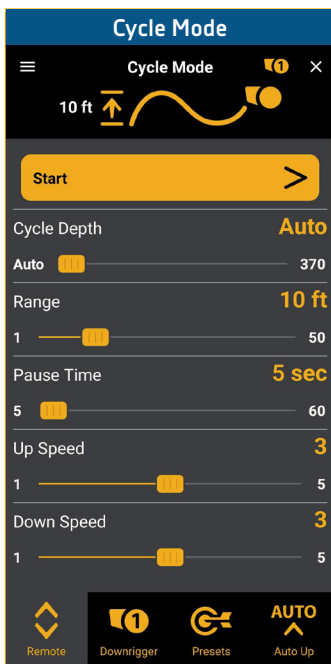 Cycle Mode
Cycle Mode
1
10 ft
Start
Cycle Depth Auto
Auto 370
Range 10 ft
1 50
Pause Time 5 sec
5 60
Up Speed 3
1 5
Down Speed 3
1 5
1 AUTO
Remote Downrigger Presets Auto Up